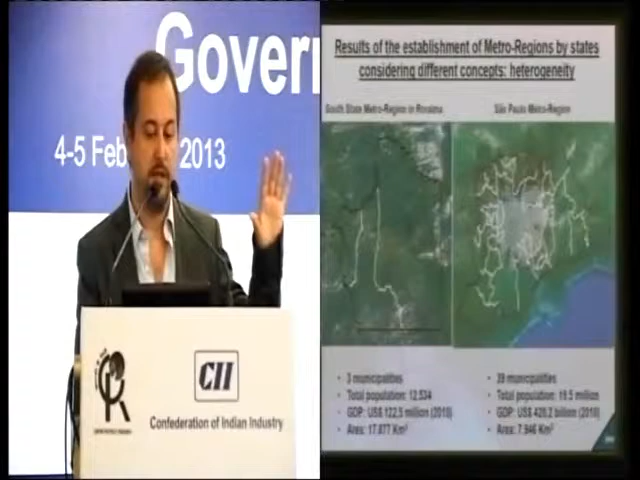 Govern
4-5 Feb 2013
CII
Confederation of Indian Industry
Results of the establishment of Metro-Regions by states
considering different concepts: heterogeneity
South State Metro-Region in Roraima
São Paulo Metro-Region
• 3 municipalities
• Total population: 12.534
• GDP: US$ 122,5 million (2010)
• Area: 17.077 Km²
• 39 municipalities
• Total population: 19.5 million
• GDP: US$ 420,2 billion (2010)
• Area: 7.946 Km²